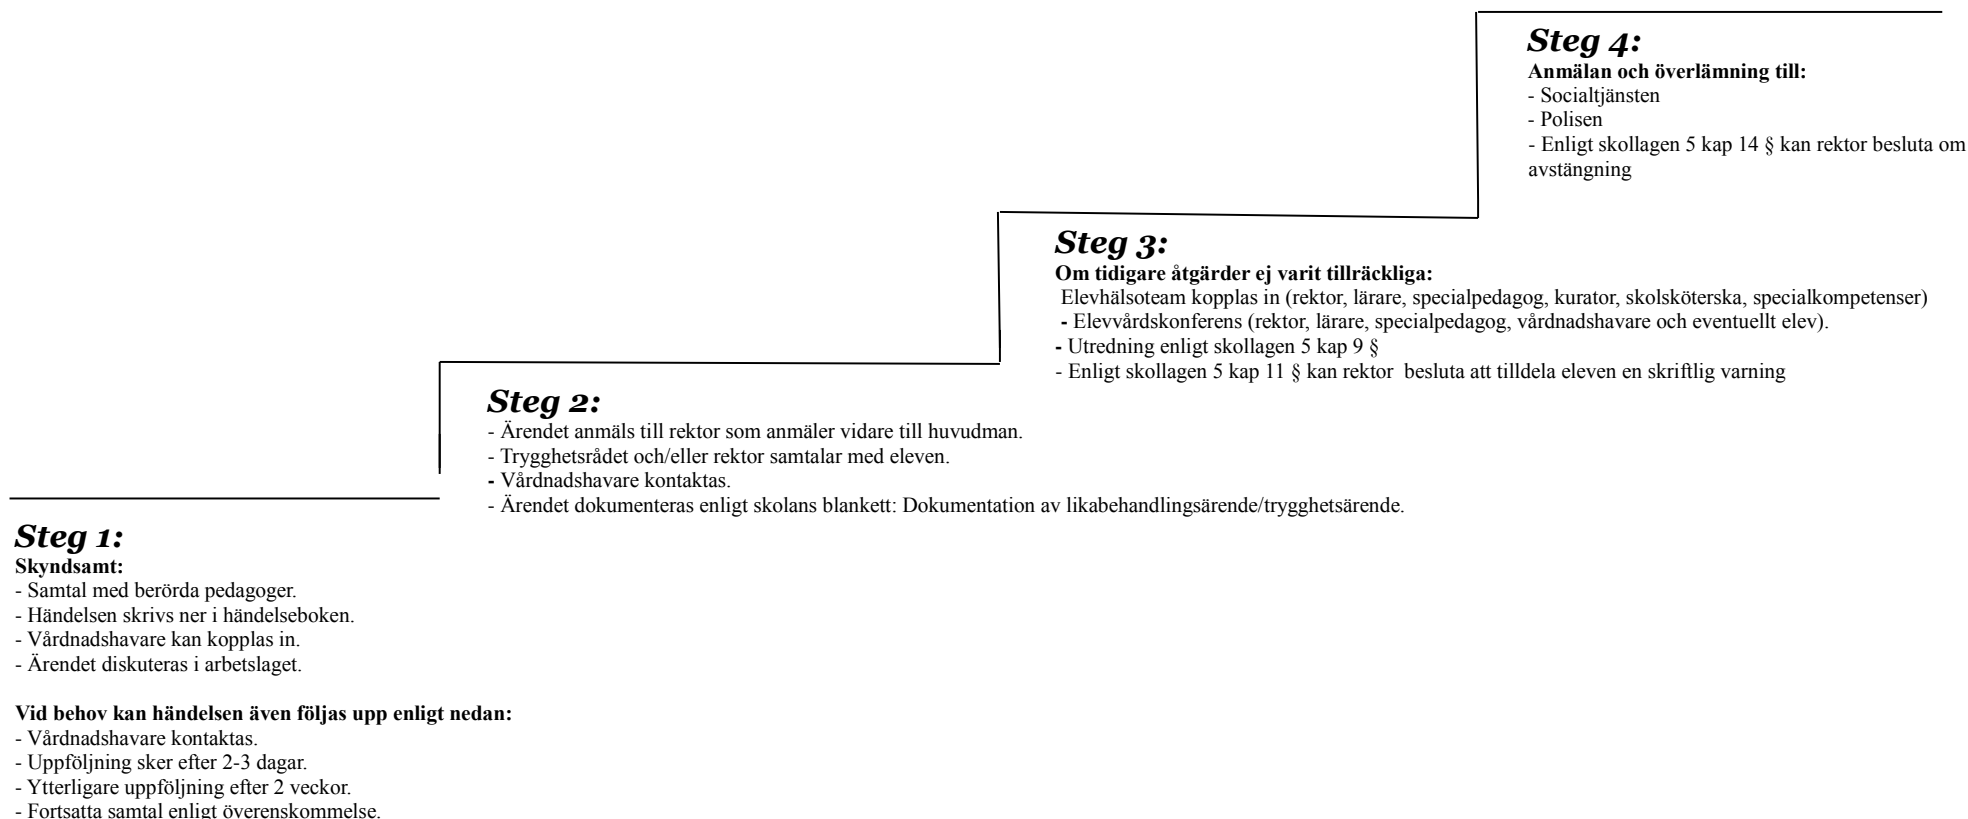 Steg 4:
Anmälan och överlämning till:
- Socialtjänsten
- Polisen
- Enligt skollagen 5 kap 14 § kan rektor besluta om
avstängning
Steg 3:
Om tidigare åtgärder ej varit tillräckliga:
Elevhälsoteam kopplas in (rektor, lärare, specialpedagog, kurator, skolsköterska, specialkompetenser)
- Elevvårdskonferens (rektor, lärare, specialpedagog, vårdnadshavare och eventuellt elev).
- Utredning enligt skollagen 5 kap 9 §
- Enligt skollagen 5 kap 11 § kan rektor  besluta att tilldela eleven en skriftlig varning
Steg 2:
- Ärendet anmäls till rektor som anmäler vidare till huvudman.
- Trygghetsrådet och/eller rektor samtalar med eleven.
- Vårdnadshavare kontaktas.
- Ärendet dokumenteras enligt skolans blankett: Dokumentation av likabehandlingsärende/trygghetsärende.
Steg 1:
Skyndsamt:
- Samtal med berörda pedagoger.
- Händelsen skrivs ner i händelseboken.
- Vårdnadshavare kan kopplas in.
- Ärendet diskuteras i arbetslaget.
Vid behov kan händelsen även följas upp enligt nedan:
- Vårdnadshavare kontaktas.
- Uppföljning sker efter 2-3 dagar.
- Ytterligare uppföljning efter 2 veckor.
- Fortsatta samtal enligt överenskommelse.